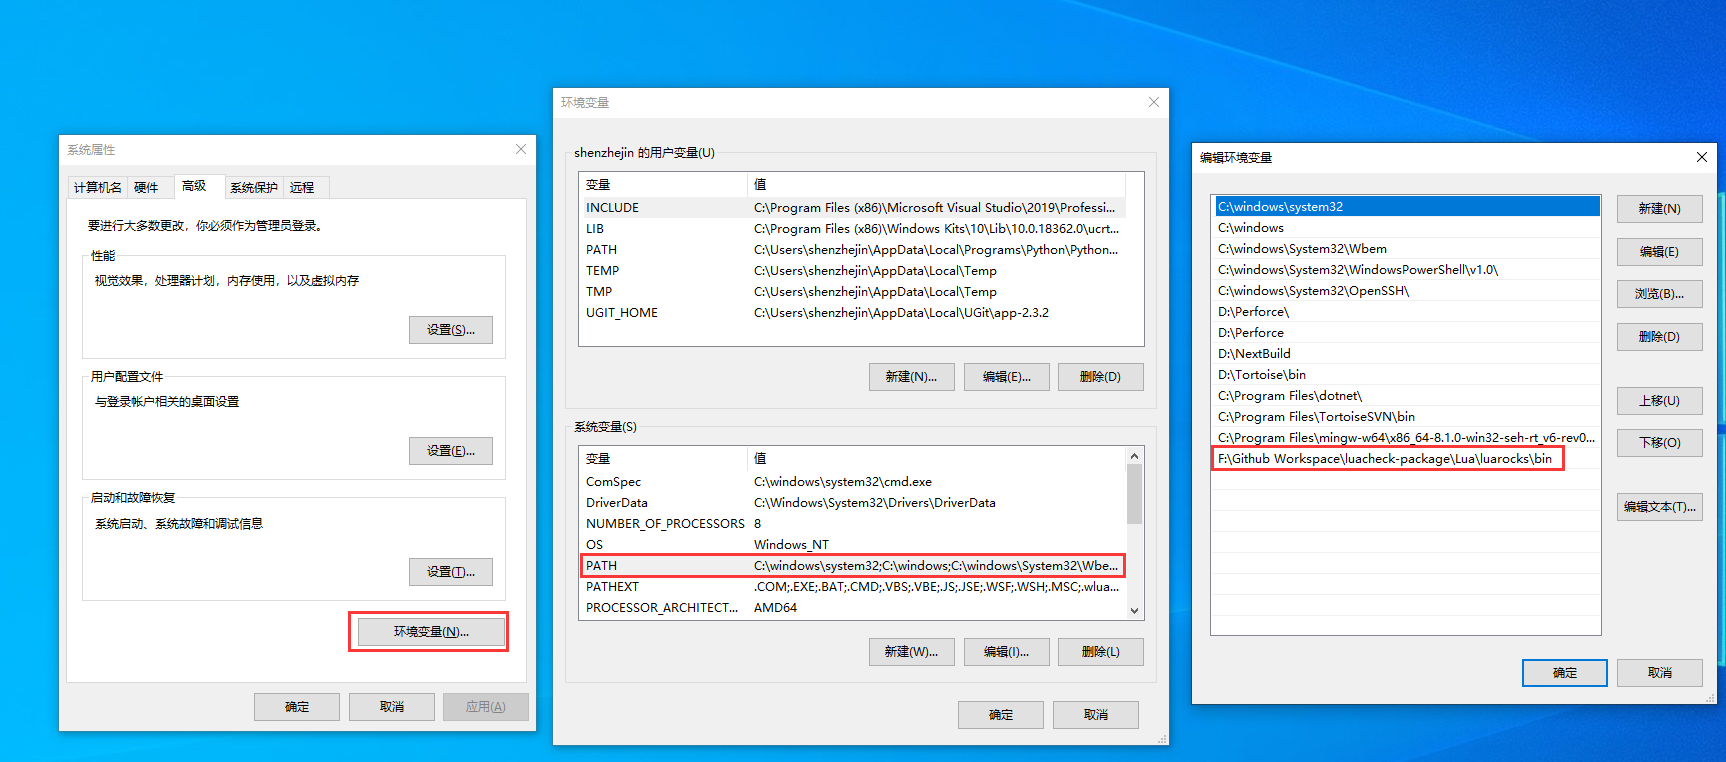 系统属性
计算机名 硬件 高级 系统保护 远程
要进行大多数更改，你必须作为管理员登录。
性能
视觉效果，处理器计划，内存使用，以及虚拟内存
设置(S)...
用户配置文件
与登录帐户相关的桌面设置
设置(E)...
启动和故障恢复
系统启动、系统故障和调试信息
设置(T)...
环境变量(N)...
确定 取消 应用(A)
环境变量
shenzhejin 的用户变量(U)
变量 值
INCLUDE C:\Program Files (x86)\Microsoft Visual Studio\2019\Professi...
LIB C:\Program Files (x86)\Windows Kits\10\Lib\10.0.18362.0\ucrt...
PATH C:\Users\shenzhejin\AppData\Local\Programs\Python\Python...
TEMP C:\Users\shenzhejin\AppData\Local\Temp
TMP C:\Users\shenzhejin\AppData\Local\Temp
UGIT_HOME C:\Users\shenzhejin\AppData\Local\UGit\app-2.3.2
新建(N)... 编辑(E)... 删除(D)
系统变量(S)
变量 值
ComSpec C:\windows\system32\cmd.exe
DriverData C:\Windows\System32\Drivers\DriverData
NUMBER_OF_PROCESSORS 8
OS Windows_NT
PATH C:\windows\system32;C:\windows;C:\windows\System32\Wbe...
PATHEXT .COM;.EXE;.BAT;.CMD;.VBS;.VBE;.JS;.JSE;.WSF;.WSH;.MSC;.wlua...
PROCESSOR_ARCHITECT... AMD64
新建(W)... 编辑(I)... 删除(L)
确定 取消
编辑环境变量
C:\windows\system32
C:\windows
C:\windows\System32\Wbem
C:\windows\System32\WindowsPowerShell\v1.0\
C:\windows\System32\OpenSSH\
D:\Perforce\
D:\Perforce
D:\NextBuild
D:\Tortoise\bin
C:\Program Files\dotnet\
C:\Program Files\TortoiseSVN\bin
C:\Program Files\mingw-w64\x86_64-8.1.0-win32-seh-rt_v6-rev0...
F:\Github Workspace\luacheck-package\Lua\luarocks\bin
新建(N)
编辑(E)
浏览(B)...
删除(D)
上移(U)
下移(O)
编辑文本(T)...
确定 取消